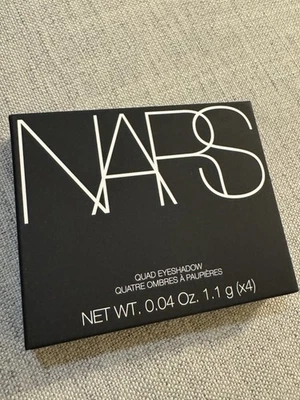 NARS
QUAD EYESHADOW
QUATRE OMBRES À PAUPIÈRES
NET WT. 0.04 Oz. 1.1 g (x4)